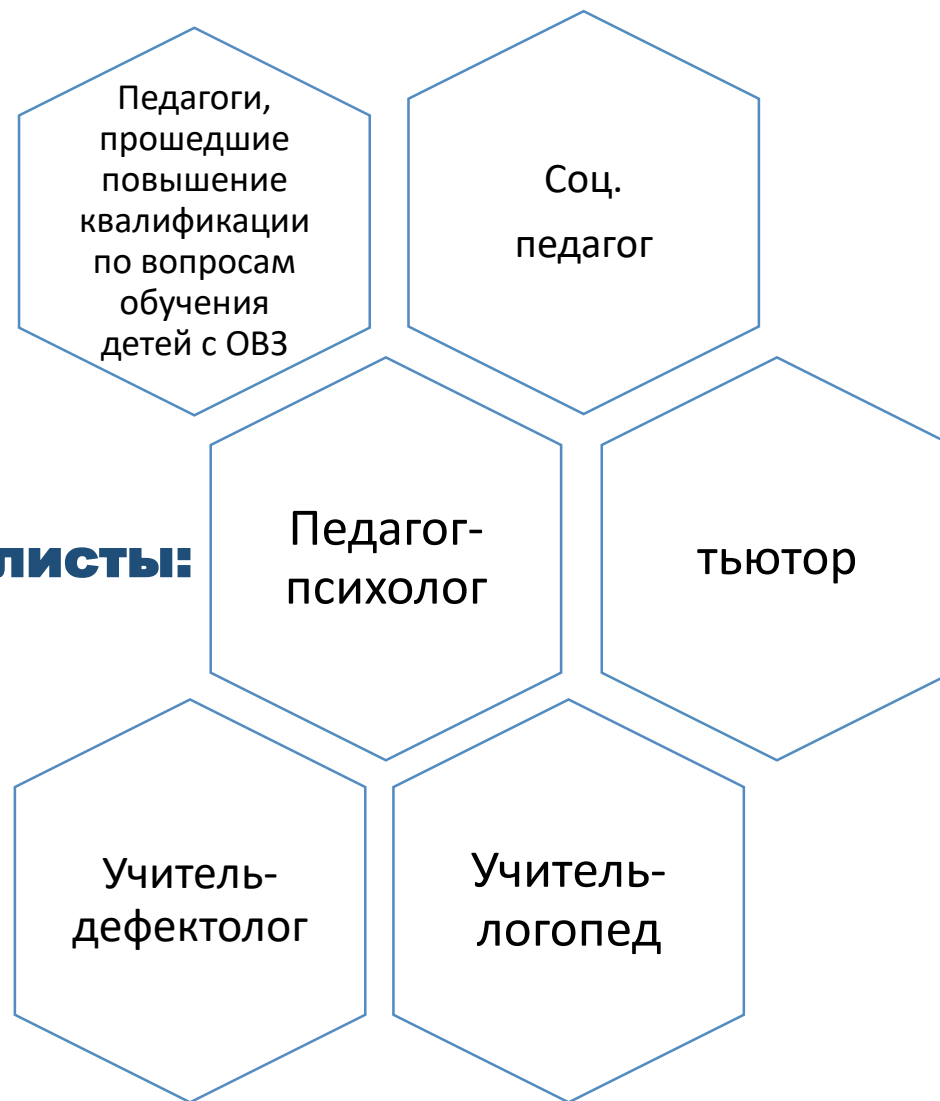 Педагоги,
прошедшие
повышение
квалификации
по вопросам
обучения
детей с ОВЗ
Соц.
педагог
листы:
Педагог-
психолог
тьютор
Учитель-
дефектолог
Учитель-
логопед